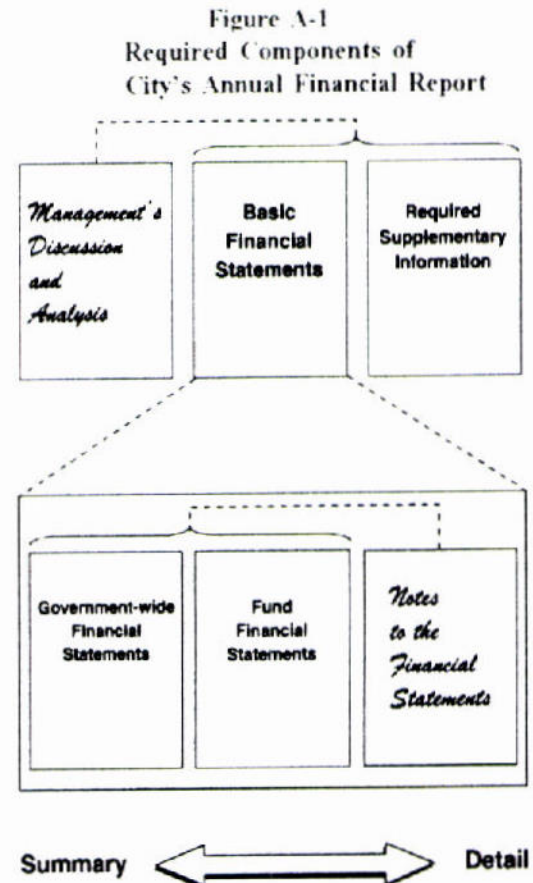 Figure A-1
Required Components of
City's Annual Financial Report
Management's
Discussion
and
Analysis
Basic
Financial
Statements
Required
Supplementary
Information
Government-wide
Financial
Statements
Fund
Financial
Statements
Notes
to the
Financial
Statements
Summary
Detail